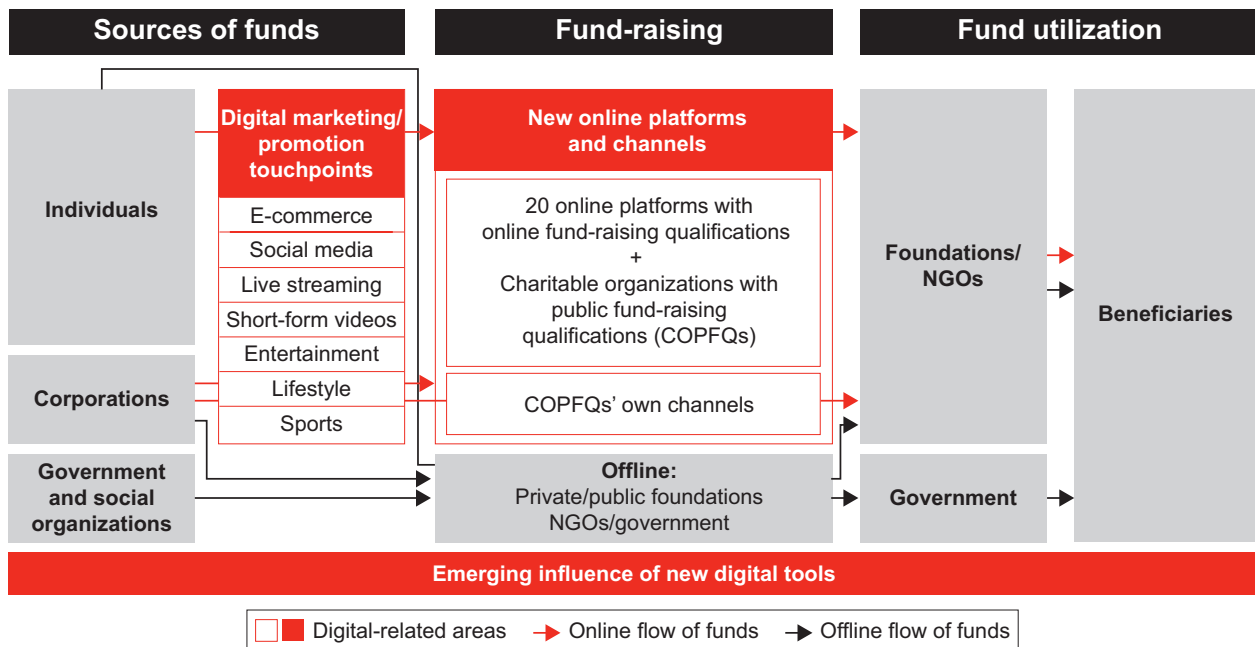 Sources of funds
Fund-raising
Fund utilization
Individuals
Corporations
Government
and social
organizations
Digital marketing/
promotion
touchpoints
E-commerce
Social media
Live streaming
Short-form videos
Entertainment
Lifestyle
Sports
New online platforms
and channels
20 online platforms with
online fund-raising qualifications
+
Charitable organizations with
public fund-raising
qualifications (COPFQs)
COPFQs' own channels
Offline:
Private/public foundations
NGOs/government
Foundations/
NGOs
Government
Beneficiaries
Emerging influence of new digital tools
Digital-related areas
Online flow of funds
Offline flow of funds